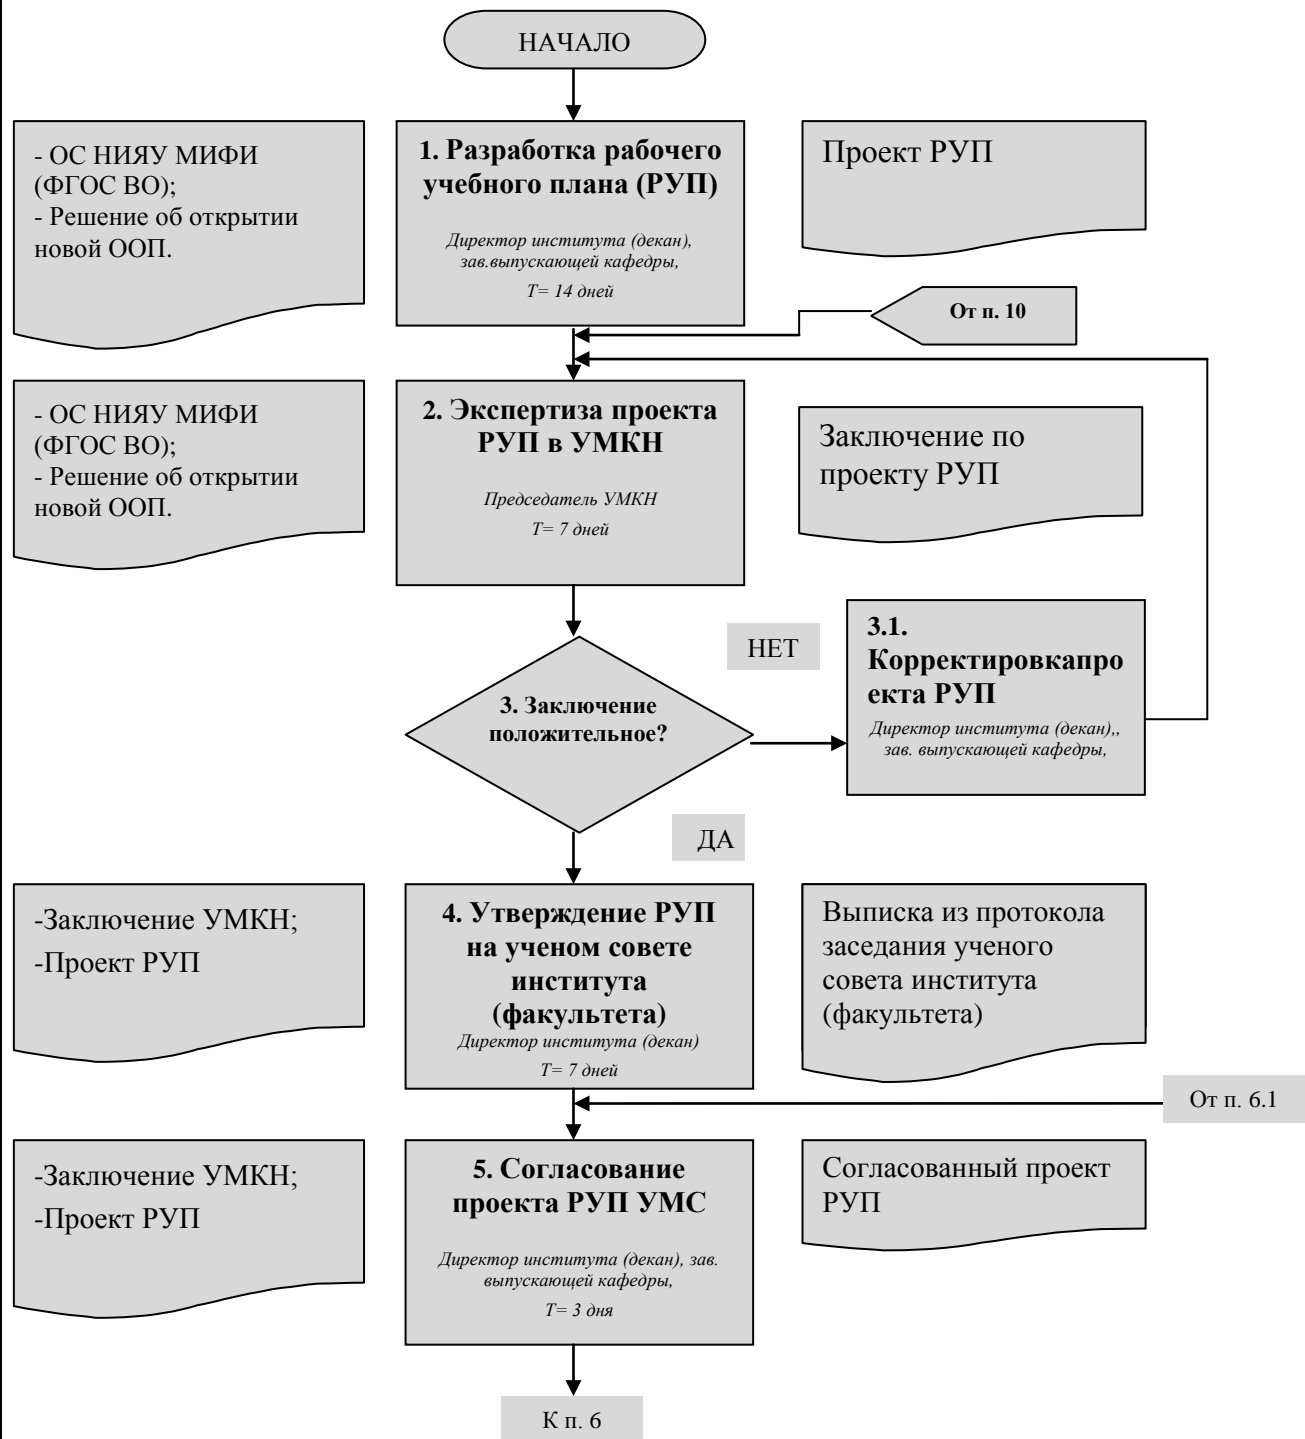 НАЧАЛО
- ОС НИЯУ МИФИ
(ФГОС ВО);
- Решение об открытии
новой ООП.
1. Разработка рабочего
учебного плана (РУП)
Директор института (декан),
зав.выпускающей кафедры,
Т= 14 дней
Проект РУП
От п. 10
- ОС НИЯУ МИФИ
(ФГОС ВО);
- Решение об открытии
новой ООП.
2. Экспертиза проекта
РУП в УМКН
Председатель УМКН
Т= 7 дней
Заключение по
проекту РУП
3. Заключение
положительное?
НЕТ
3.1.
Корректировкапро
екта РУП
Директор института (декан),,
зав. выпускающей кафедры,
ДА
-Заключение УМКН;
-Проект РУП
4. Утверждение РУП
на ученом совете
института
(факультета)
Директор института (декан)
Т= 7 дней
Выписка из протокола
заседания ученого
совета института
(факультета)
От п. 6.1
-Заключение УМКН;
-Проект РУП
5. Согласование
проекта РУП УМС
Директор института (декан), зав.
выпускающей кафедры,
Т= 3 дня
Согласованный проект
РУП
К п. 6